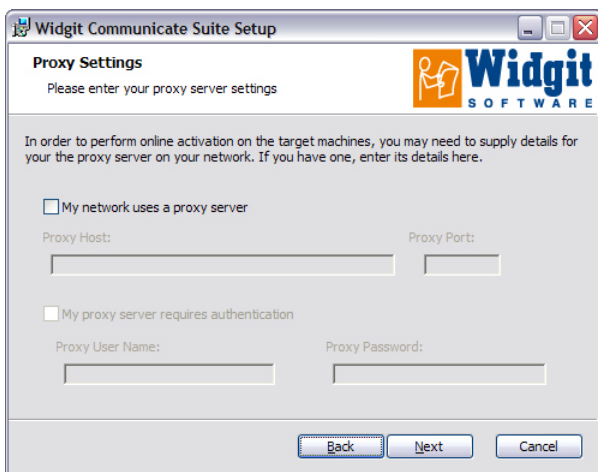 Widgit Communicate Suite Setup
Proxy Settings
Please enter your proxy server settings
Widgit
SOFTWARE
In order to perform online activation on the target machines, you may need to supply details for
your the proxy server on your network. If you have one, enter its details here.
My network uses a proxy server
Proxy Host: Proxy Port:
My proxy server requires authentication
Proxy User Name: Proxy Password:
Back Next Cancel